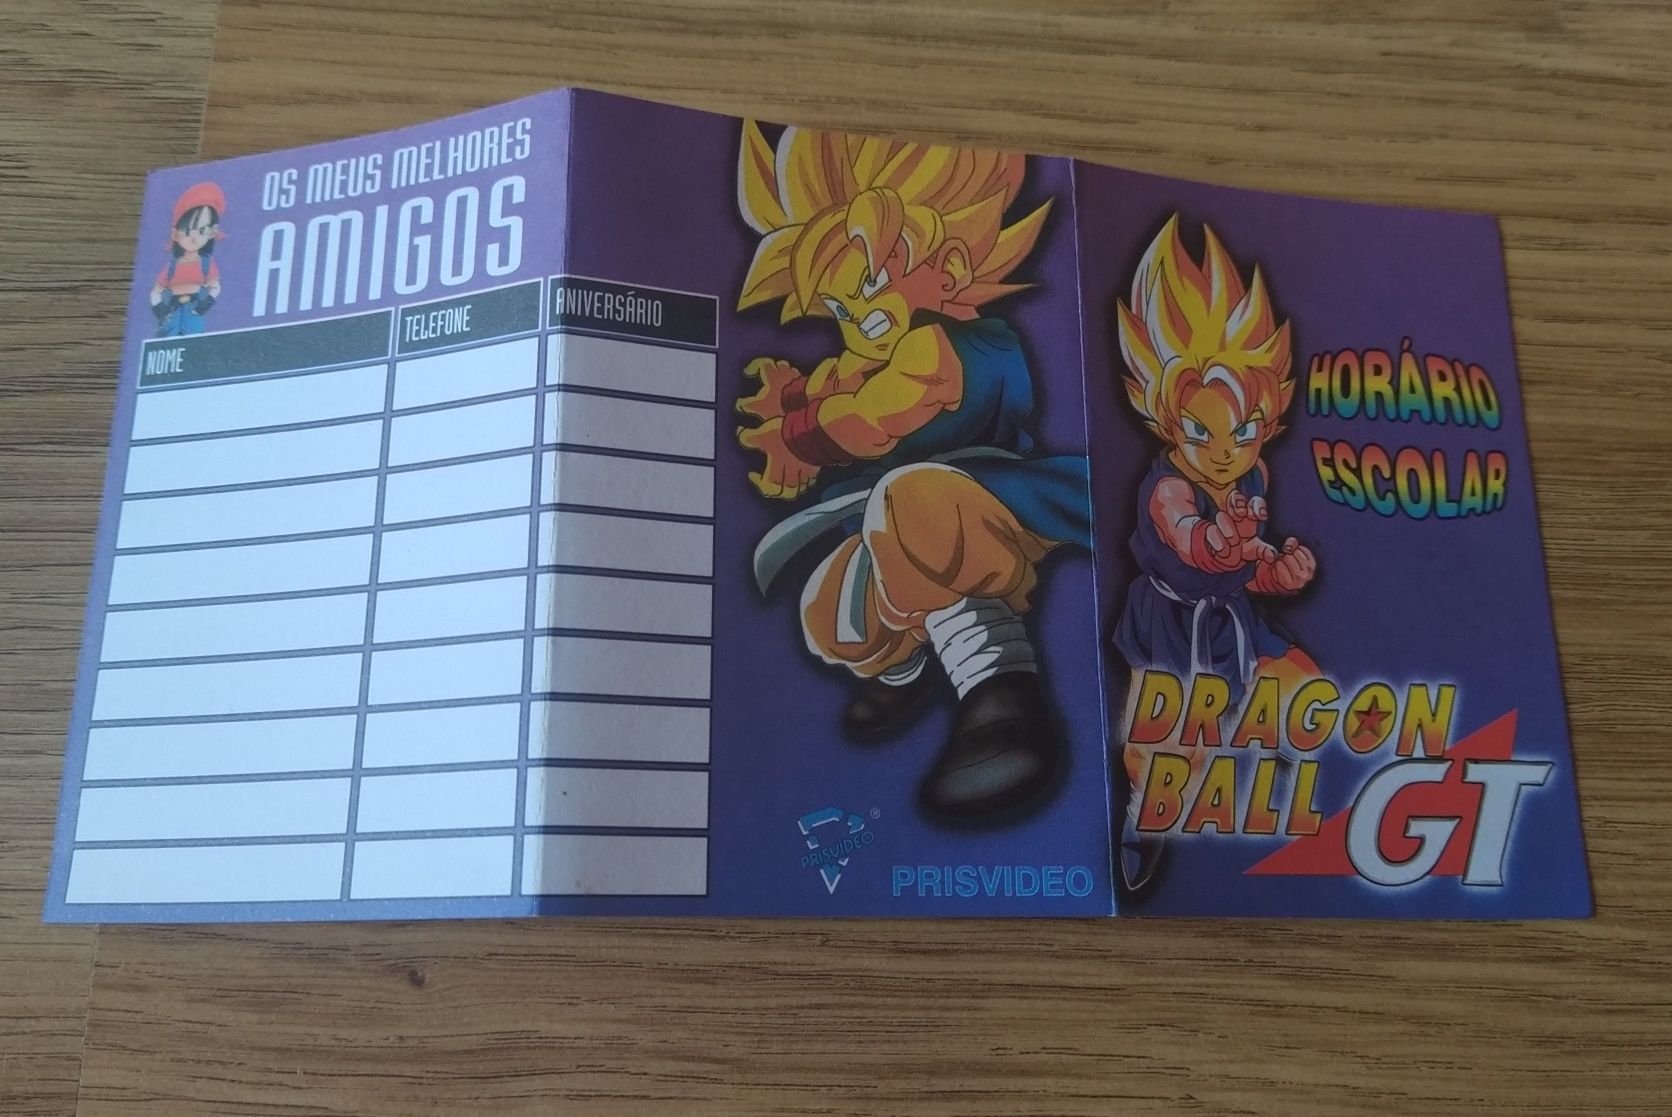 OS MEUS MELHORES
AMIGOS
NOME
TELEFONE
ANIVERSÁRIO
PRISVIDEO
®
PRISVIDEO
HORÁRIO
ESCOLAR
DRAGON
BALL GT